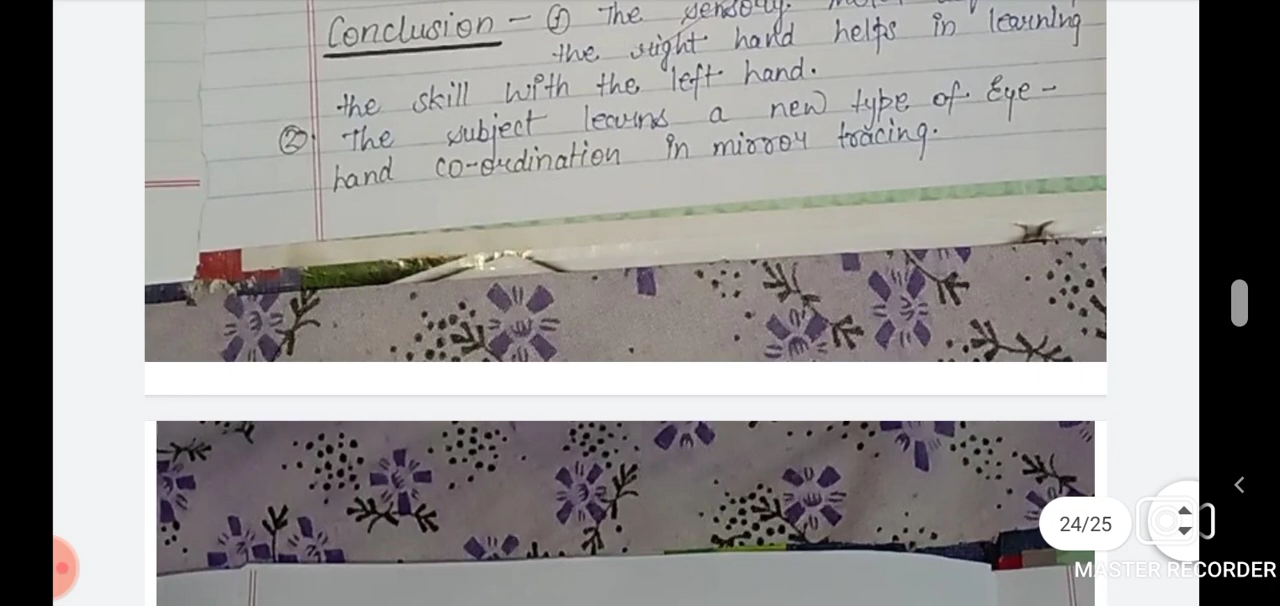 Conclusion - ① The sensory
the right hand helps in learning
the skill with the left hand.
② The subject learns a new type of Eye-
hand co-ordination in mirror tracing.
24/25
MASTER RECORDER